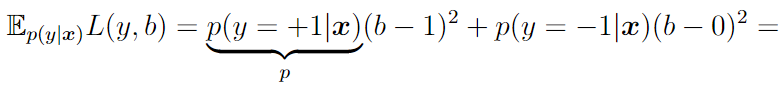 𝔼_{p(y|𝒙)}L(y, b) = p(y = +1|𝒙)(b − 1)² + p(y = −1|𝒙)(b − 0)² =
p